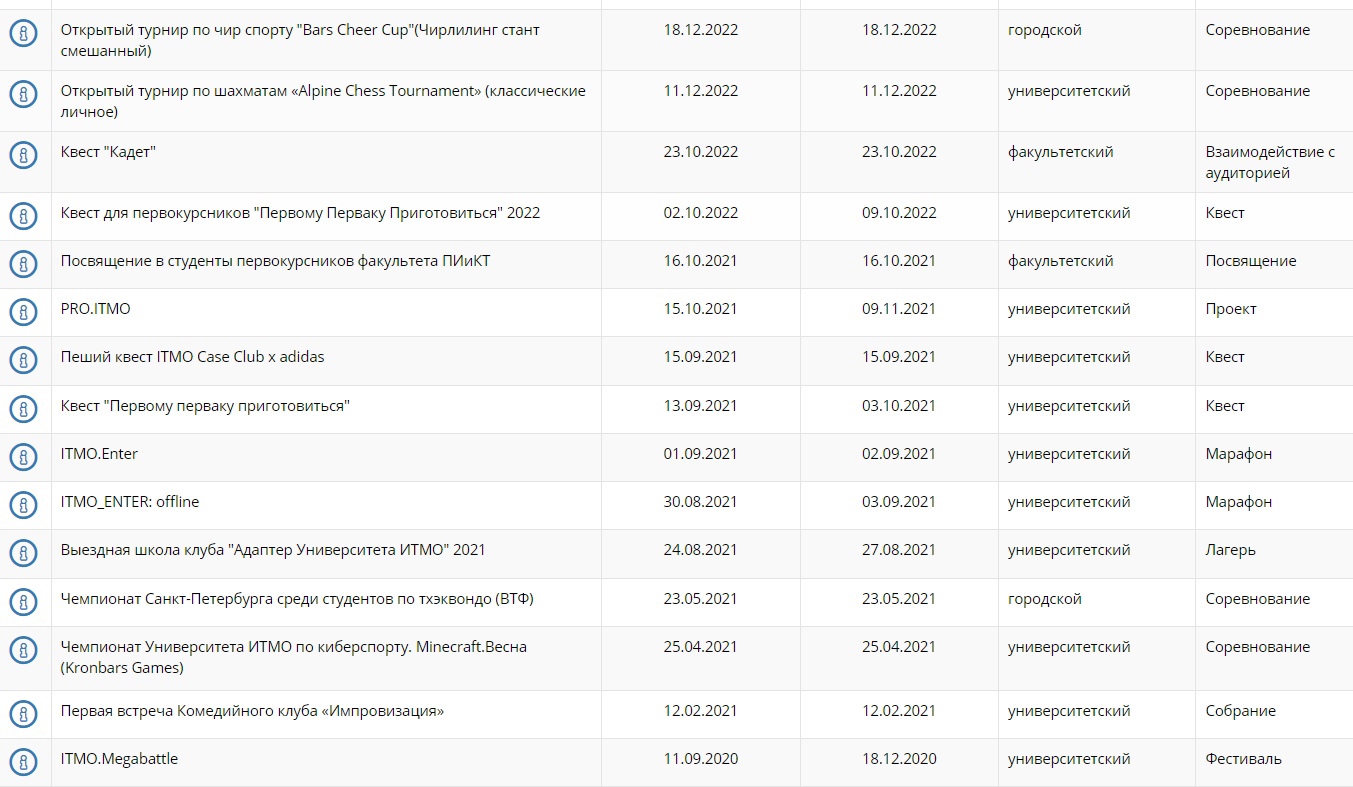 Открытый турнир по чир спорту "Bars Cheer Cup"(Чирлилинг стант 18.12.2022 18.12.2022 городской Соревнование
смешанный)
Открытый турнир по шахматам «Alpine Chess Tournament» (классические 11.12.2022 11.12.2022 университетский Соревнование
личное)
Квест "Кадет" 23.10.2022 23.10.2022 факультетский Взаимодействие с
аудиторией
Квест для первокурсников "Первому Перваку Приготовиться" 2022 02.10.2022 09.10.2022 университетский Квест
Посвящение в студенты первокурсников факультета ПИиКТ 16.10.2021 16.10.2021 факультетский Посвящение
PRO.ITMO 15.10.2021 09.11.2021 университетский Проект
Пеший квест ITMO Case Club x adidas 15.09.2021 15.09.2021 университетский Квест
Квест "Первому перваку приготовиться" 13.09.2021 03.10.2021 университетский Квест
ITMO.Enter 01.09.2021 02.09.2021 университетский Марафон
ITMO_ENTER: offline 30.08.2021 03.09.2021 университетский Марафон
Выездная школа клуба "Адаптер Университета ИТМО" 2021 24.08.2021 27.08.2021 университетский Лагерь
Чемпионат Санкт-Петербурга среди студентов по тхэквондо (ВТФ) 23.05.2021 23.05.2021 городской Соревнование
Чемпионат Университета ИТМО по киберспорту. Minecraft.Весна 25.04.2021 25.04.2021 университетский Соревнование
(Kronbars Games)
Первая встреча Комедийного клуба «Импровизация» 12.02.2021 12.02.2021 университетский Собрание
ITMO.Megabattle 11.09.2020 18.12.2020 университетский Фестиваль